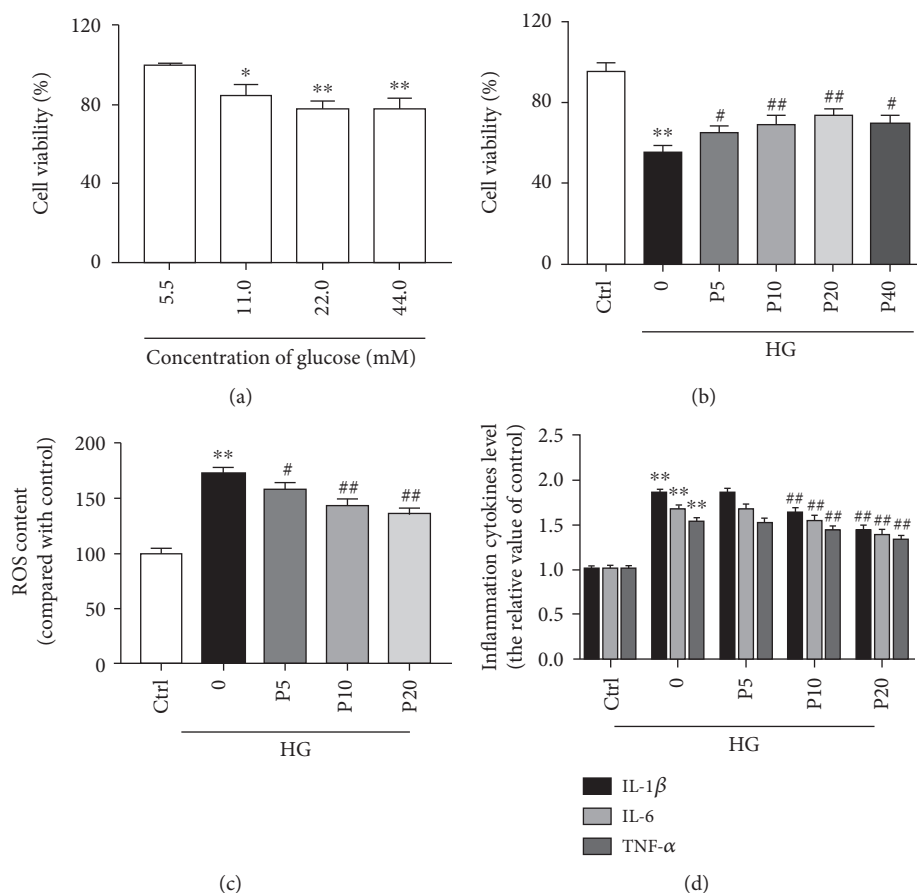 120
80
40
0
Cell viability (%)
*
**
**
5.5
11.0
22.0
44.0
Concentration of glucose (mM)
(a)
120
80
40
0
Cell viability (%)
**
#
##
##
#
Ctrl
0
P5
P10
P20
P40
HG
(b)
200
150
100
50
0
ROS content
(compared with control)
**
#
##
##
Ctrl
0
P5
P10
P20
HG
(c)
2.5
2.0
1.5
1.0
0.5
0.0
Inflammation cytokines level
(the relative value of control)
**
**
**
##
##
##
##
##
##
Ctrl
0
P5
P10
P20
HG
IL-1β
IL-6
TNF-α
(d)